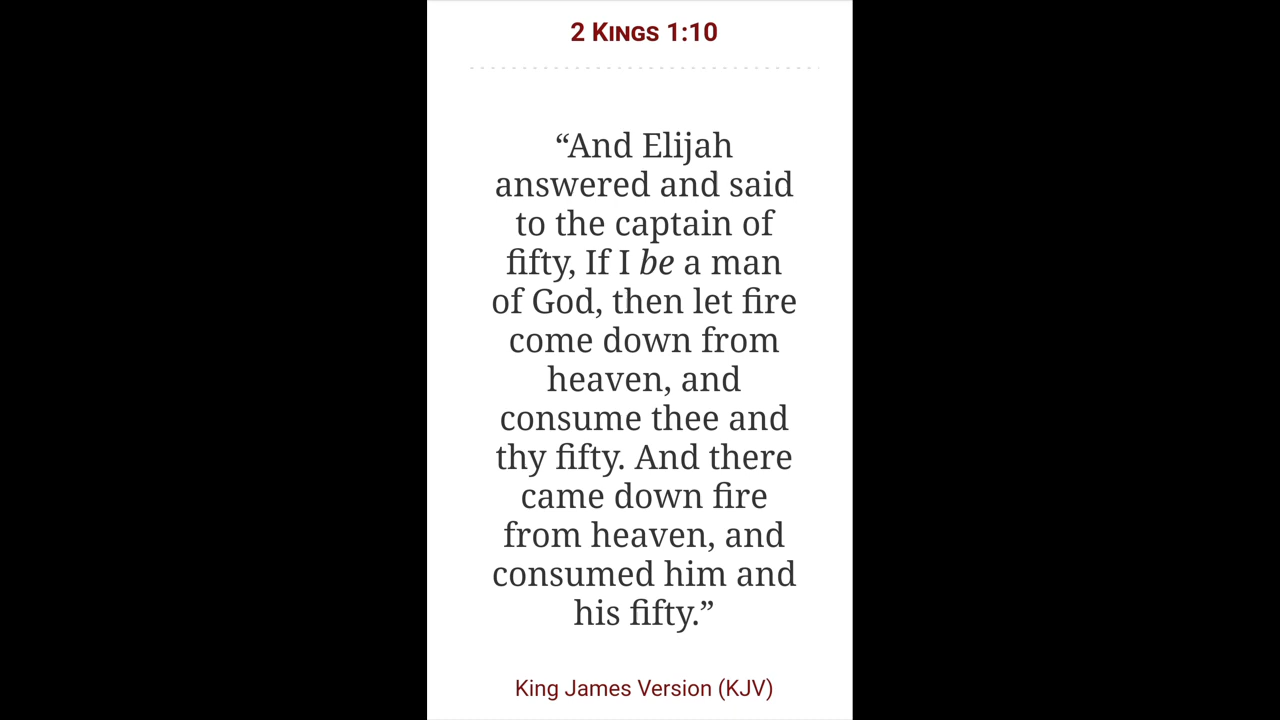 2 Kings 1:10
“And Elijah
answered and said
to the captain of
fifty, If I be a man
of God, then let fire
come down from
heaven, and
consume thee and
thy fifty. And there
came down fire
from heaven, and
consumed him and
his fifty.”
King James Version (KJV)